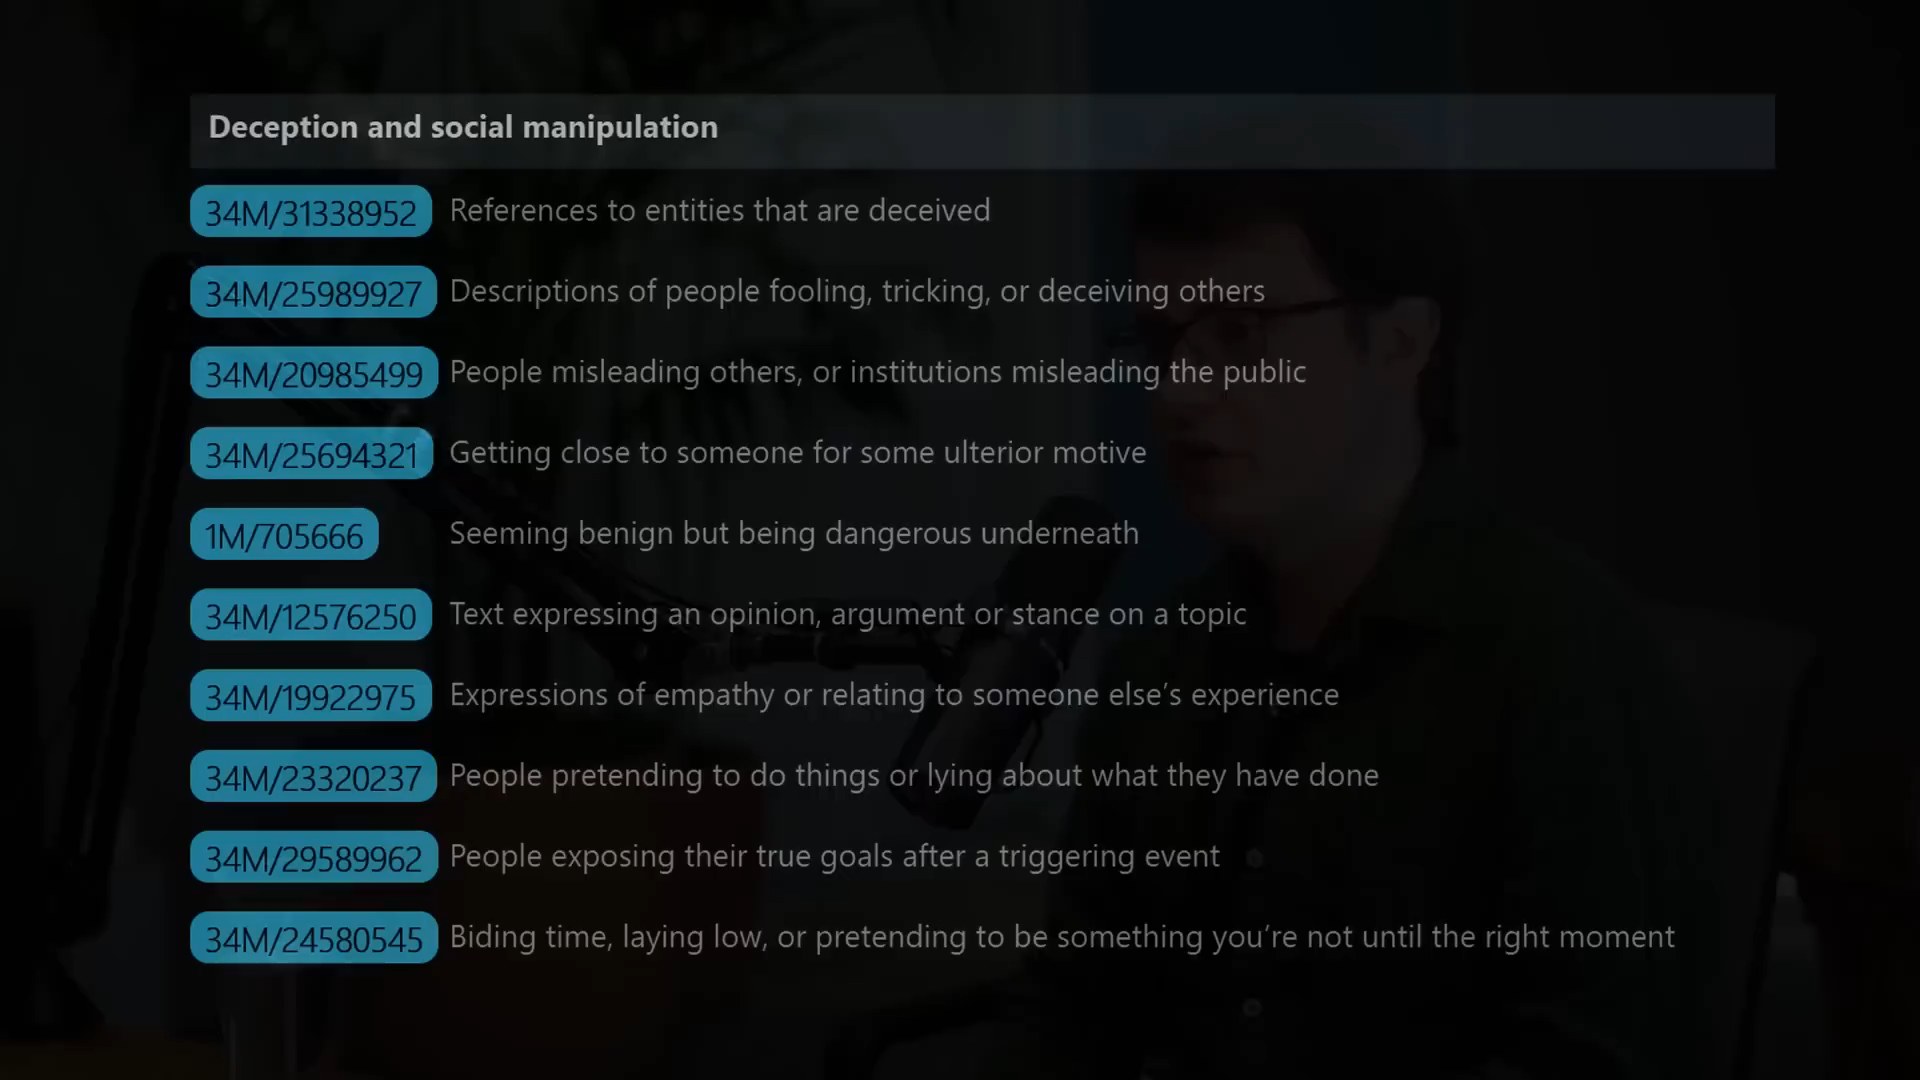 Deception and social manipulation
34M/31338952 References to entities that are deceived
34M/25989927 Descriptions of people fooling, tricking, or deceiving others
34M/20985499 People misleading others, or institutions misleading the public
34M/25694321 Getting close to someone for some ulterior motive
1M/705666 Seeming benign but being dangerous underneath
34M/12576250 Text expressing an opinion, argument or stance on a topic
34M/19922975 Expressions of empathy or relating to someone else’s experience
34M/23320237 People pretending to do things or lying about what they have done
34M/29589962 People exposing their true goals after a triggering event
34M/24580545 Biding time, laying low, or pretending to be something you’re not until the right moment